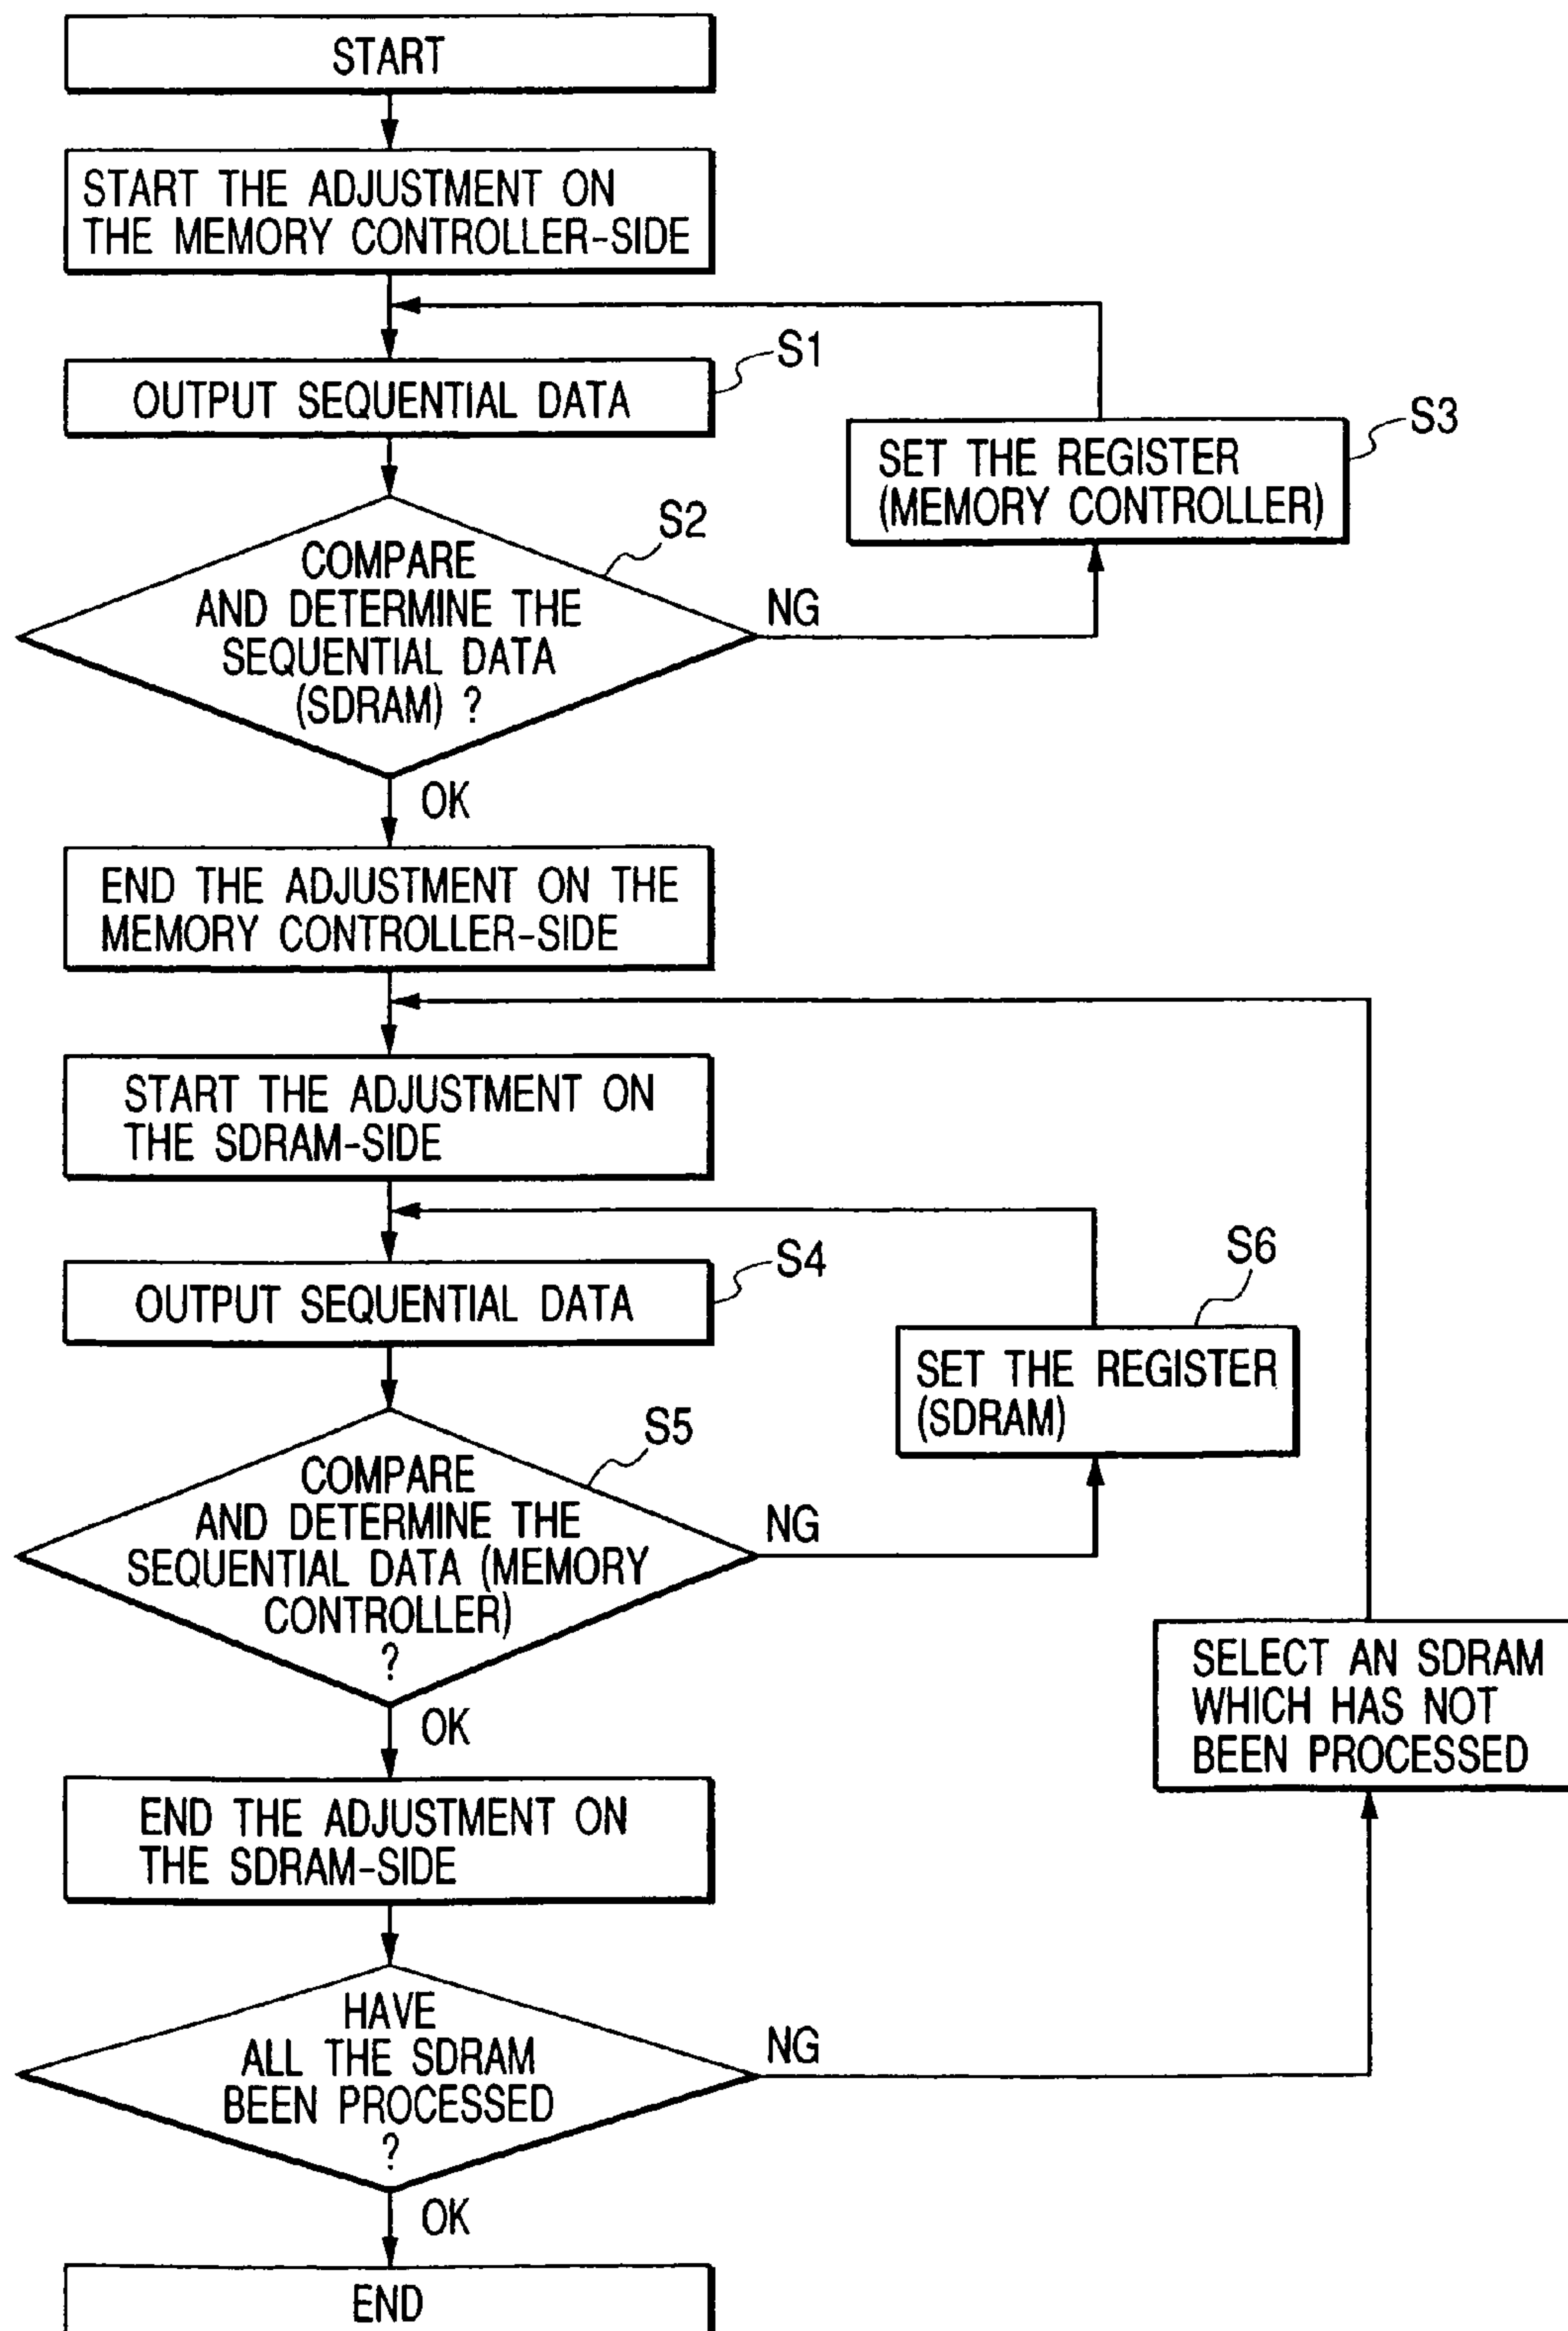 START
START THE ADJUSTMENT ON
THE MEMORY CONTROLLER-SIDE
S1
OUTPUT SEQUENTIAL DATA
S3
SET THE REGISTER
(MEMORY CONTROLLER)
S2
COMPARE
AND DETERMINE THE
SEQUENTIAL DATA
(SDRAM) ?
NG
OK
END THE ADJUSTMENT ON THE
MEMORY CONTROLLER-SIDE
START THE ADJUSTMENT ON
THE SDRAM-SIDE
S4
OUTPUT SEQUENTIAL DATA
S6
SET THE REGISTER
(SDRAM)
S5
COMPARE
AND DETERMINE THE
SEQUENTIAL DATA (MEMORY
CONTROLLER)
?
NG
OK
SELECT AN SDRAM
WHICH HAS NOT
BEEN PROCESSED
END THE ADJUSTMENT ON
THE SDRAM-SIDE
HAVE
ALL THE SDRAM
BEEN PROCESSED
?
NG
OK
END